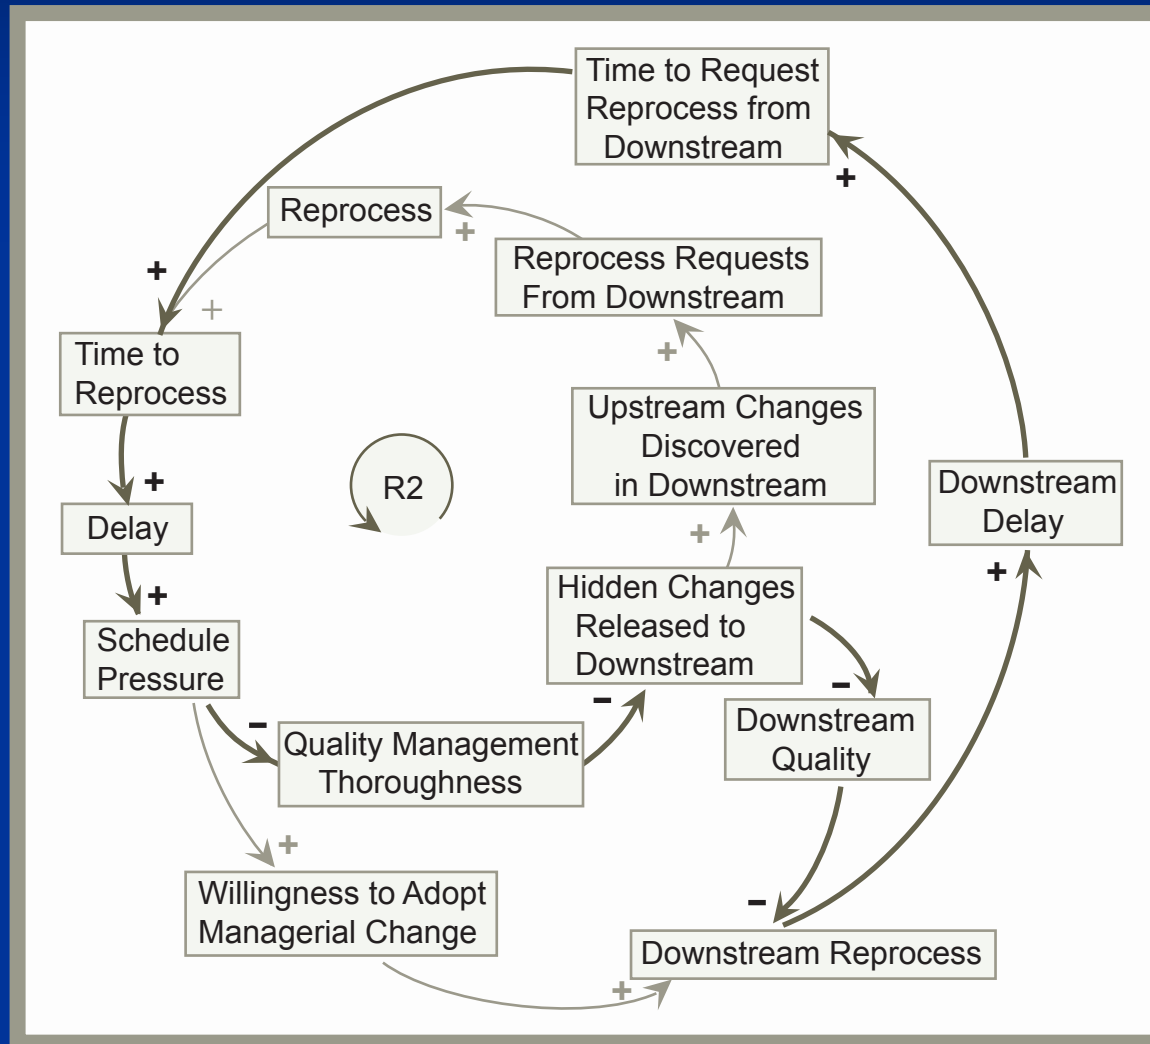 Time to Request
Reprocess from
Downstream
+
Reprocess
+
Reprocess Requests
From Downstream
+
+
Time to
Reprocess
+
Upstream Changes
Discovered
in Downstream
R2
+
Delay
Downstream
Delay
+
+
+
Schedule
Pressure
Hidden Changes
Released to
Downstream
-
-
-
Quality Management
Thoroughness
Downstream
Quality
+
-
Willingness to Adopt
Managerial Change
Downstream Reprocess
+